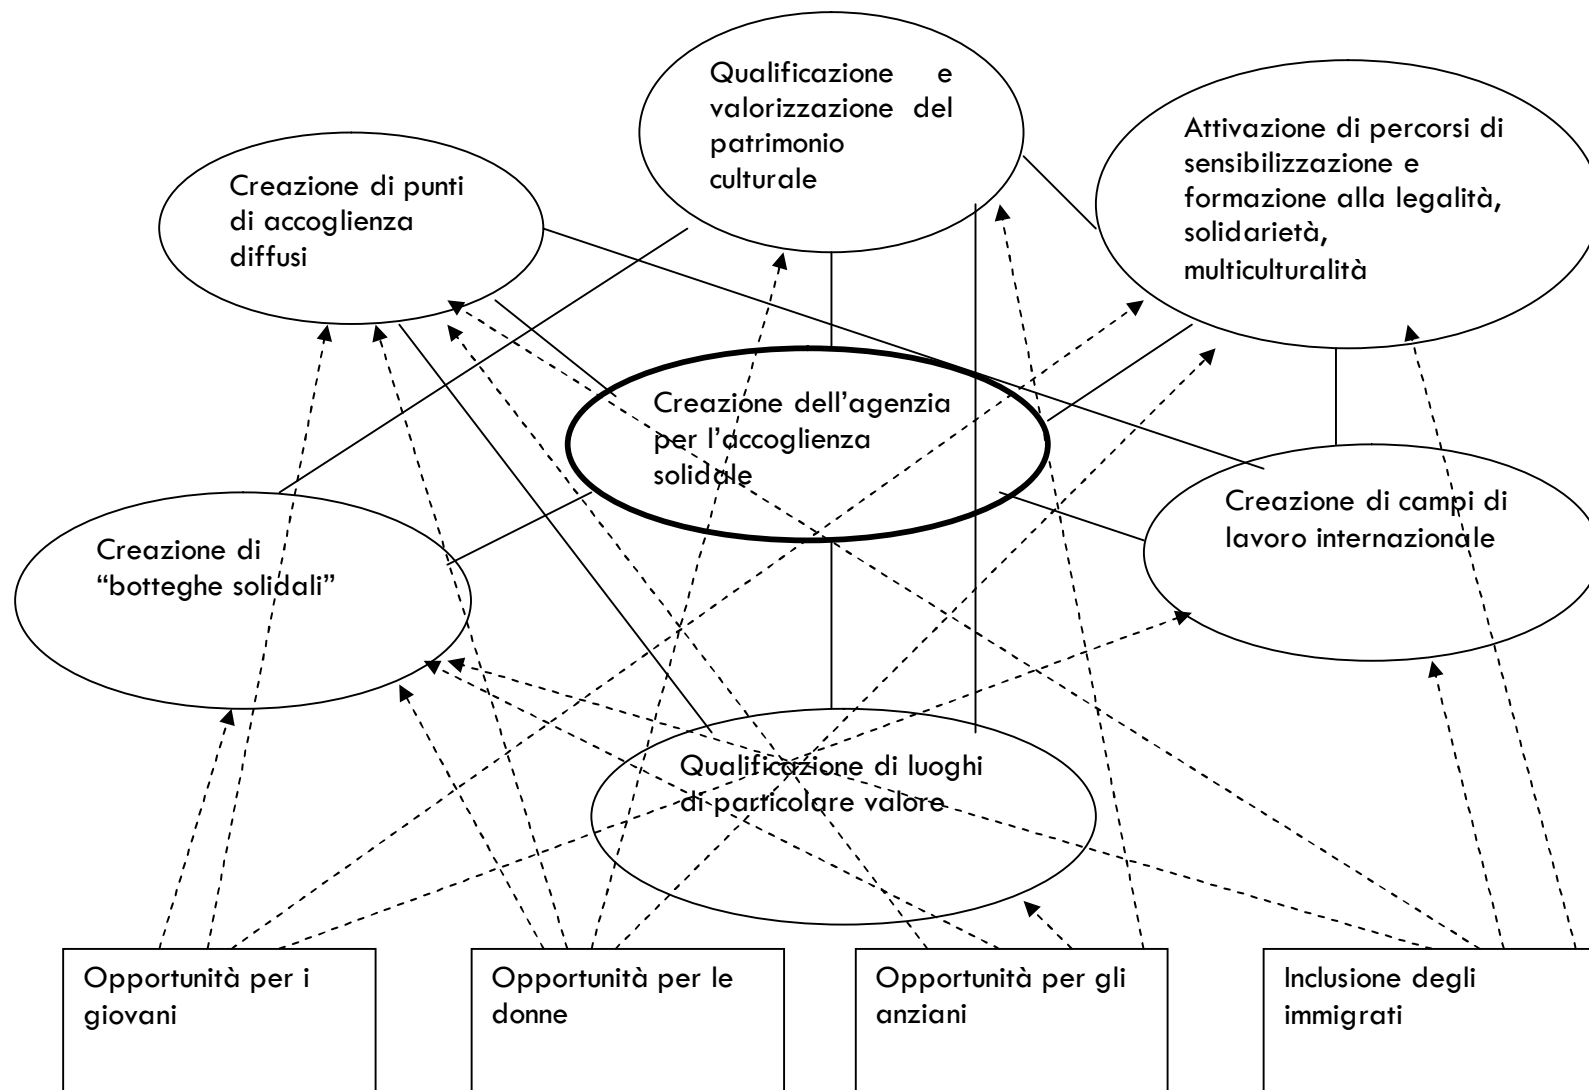 Qualificazione e
valorizzazione del
patrimonio
culturale
Attivazione di percorsi di
sensibilizzazione e
formazione alla legalità,
solidarietà,
multiculturalità
Creazione di punti
di accoglienza
diffusi
Creazione dell’agenzia
per l’accoglienza
solidale
Creazione di campi di
lavoro internazionale
Creazione di
“botteghe solidali”
Qualificazione di luoghi
di particolare valore
Opportunità per i
giovani
Opportunità per le
donne
Opportunità per gli
anziani
Inclusione degli
immigrati